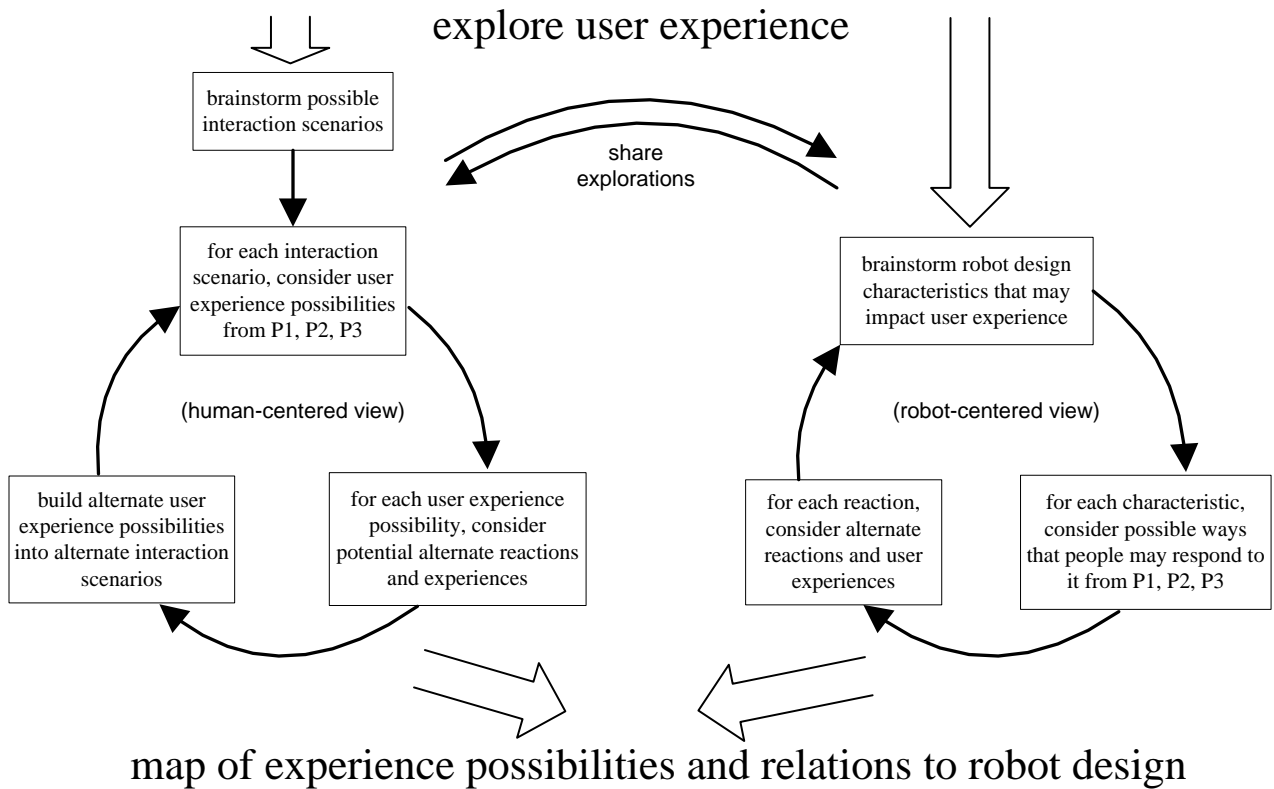 explore user experience
brainstorm possible
interaction scenarios
share
explorations
for each interaction
scenario, consider user
experience possibilities
from P1, P2, P3
(human-centered view)
for each user experience
possibility, consider
potential alternate reactions
and experiences
build alternate user
experience possibilities
into alternate interaction
scenarios
brainstorm robot design
characteristics that may
impact user experience
(robot-centered view)
for each characteristic,
consider possible ways
that people may respond to
it from P1, P2, P3
for each reaction,
consider alternate
reactions and user
experiences
map of experience possibilities and relations to robot design